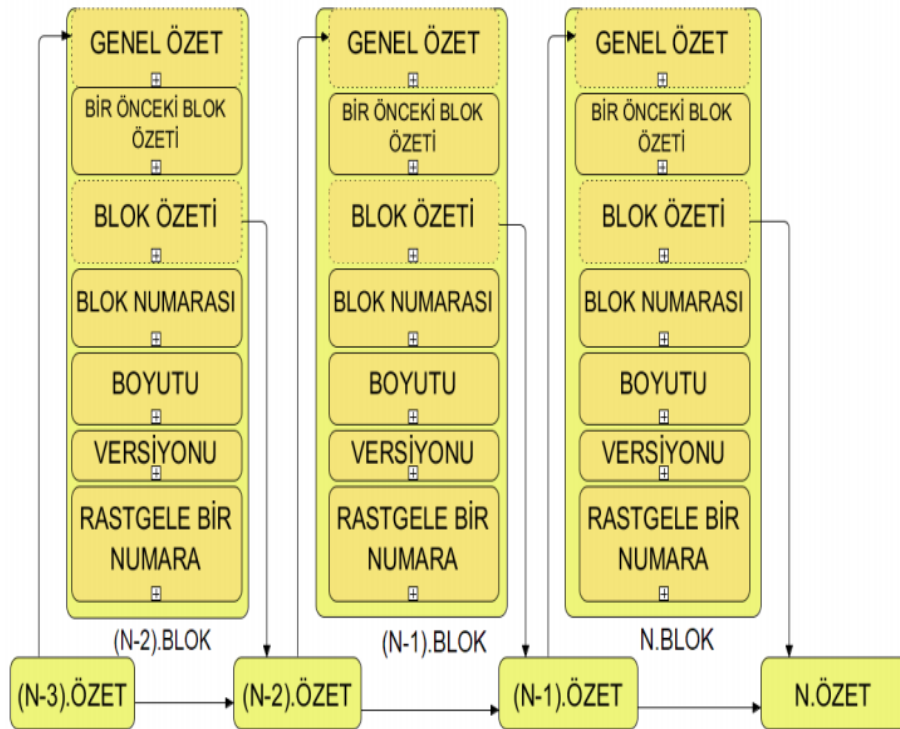 GENEL ÖZET
BİR ÖNCEKİ BLOK
ÖZETİ
BLOK ÖZETİ
BLOK NUMARASI
BOYUTU
VERSİYONU
RASTGELE BİR
NUMARA
(N-2).BLOK
GENEL ÖZET
BİR ÖNCEKİ BLOK
ÖZETİ
BLOK ÖZETİ
BLOK NUMARASI
BOYUTU
VERSİYONU
RASTGELE BİR
NUMARA
(N-1).BLOK
GENEL ÖZET
BİR ÖNCEKİ BLOK
ÖZETİ
BLOK ÖZETİ
BLOK NUMARASI
BOYUTU
VERSİYONU
RASTGELE BİR
NUMARA
N.BLOK
(N-3).ÖZET
(N-2).ÖZET
(N-1).ÖZET
N.ÖZET